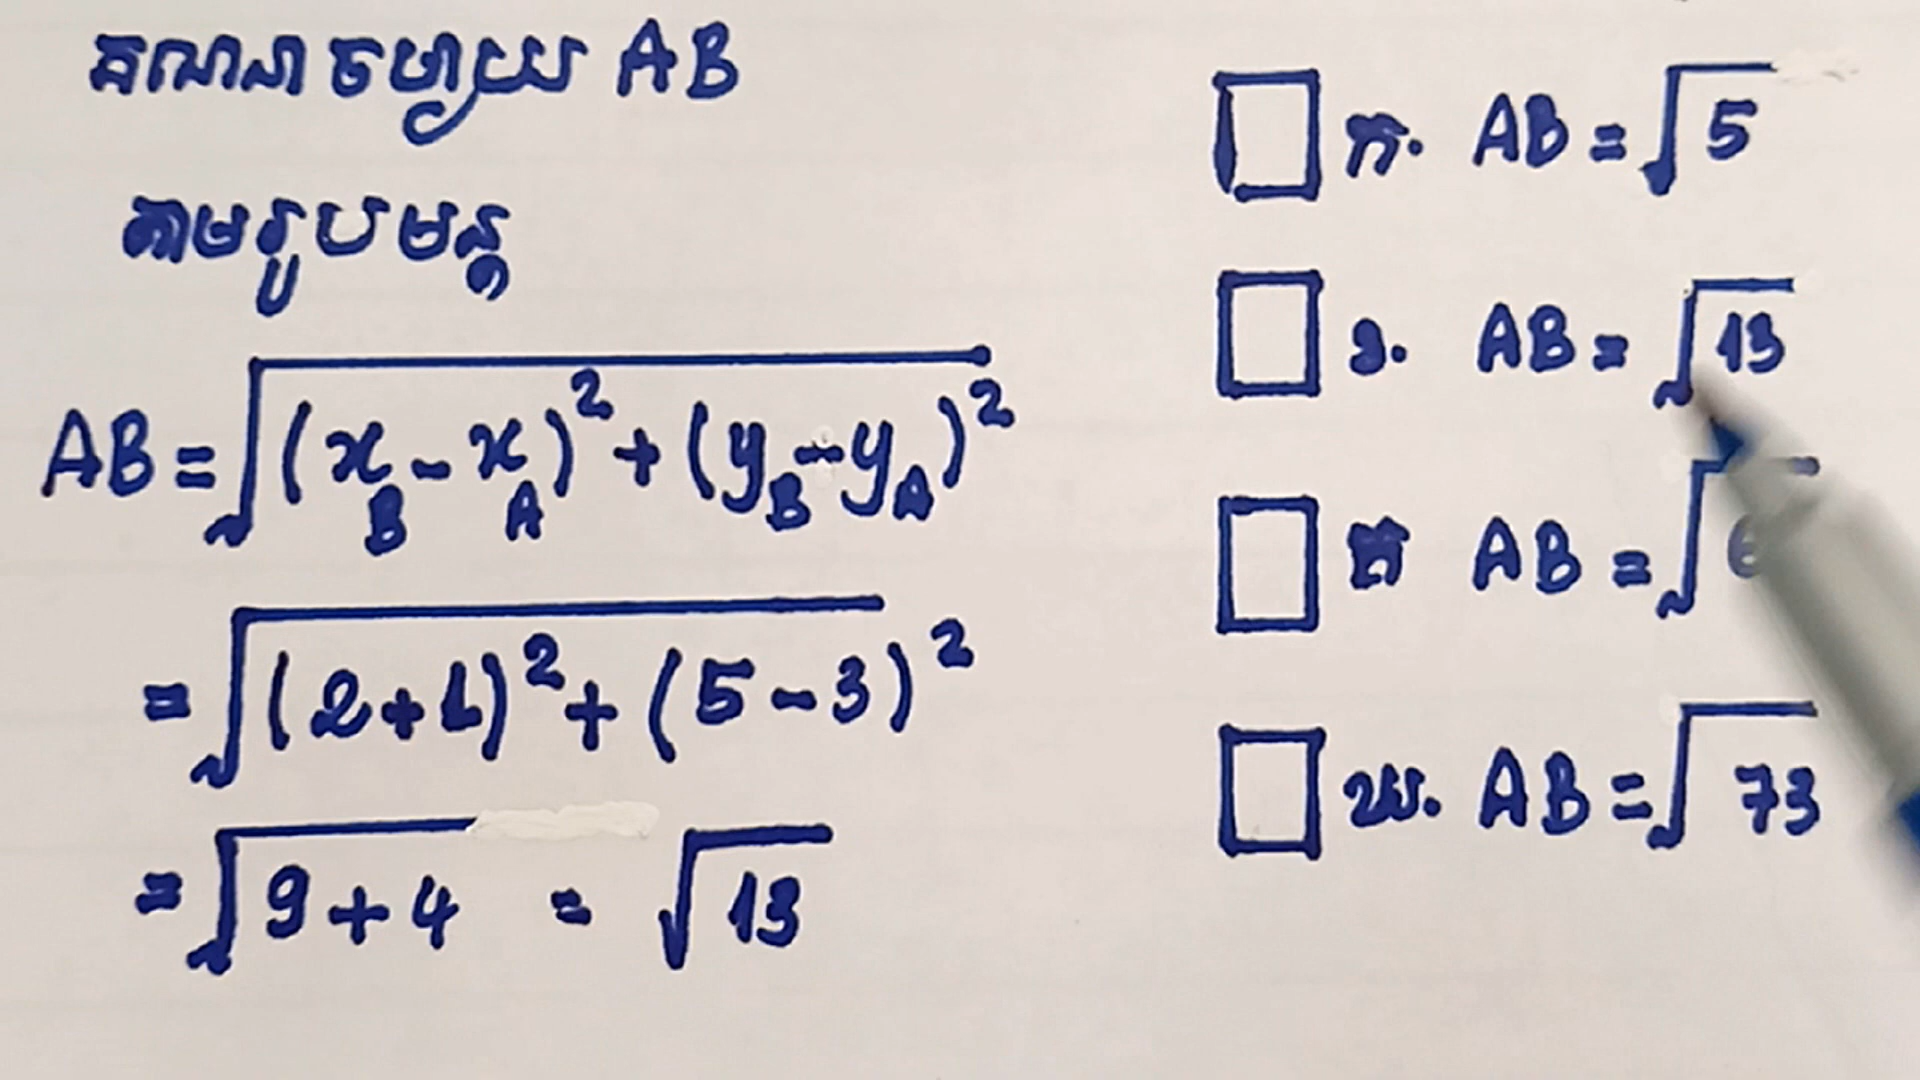 គណនាចម្ងាយ AB
តាមរូបមន្ត
AB = √(x_B - x_A)² + (y_B - y_A)²
= √(2+1)² + (5-3)²
= √9+4 = √13
ក. AB = √5
ខ. AB = √13
គ AB = √
ឃ. AB = √73